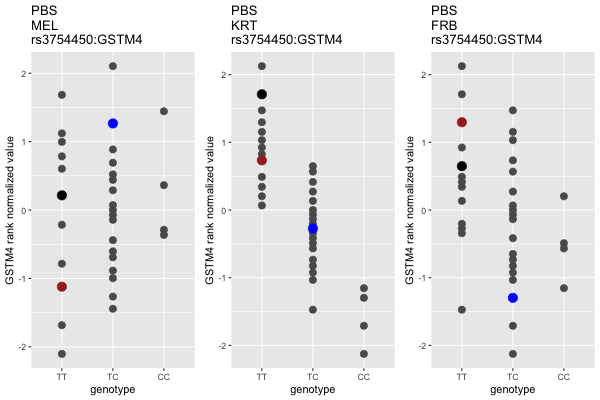 PBS
MEL
rs3754450:GSTM4
GSTM4 rank normalized value
2
1
0
-1
-2
TT
TC
CC
genotype
PBS
KRT
rs3754450:GSTM4
GSTM4 rank normalized value
2
1
0
-1
-2
TT
TC
CC
genotype
PBS
FRB
rs3754450:GSTM4
GSTM4 rank normalized value
2
1
0
-1
-2
TT
TC
CC
genotype